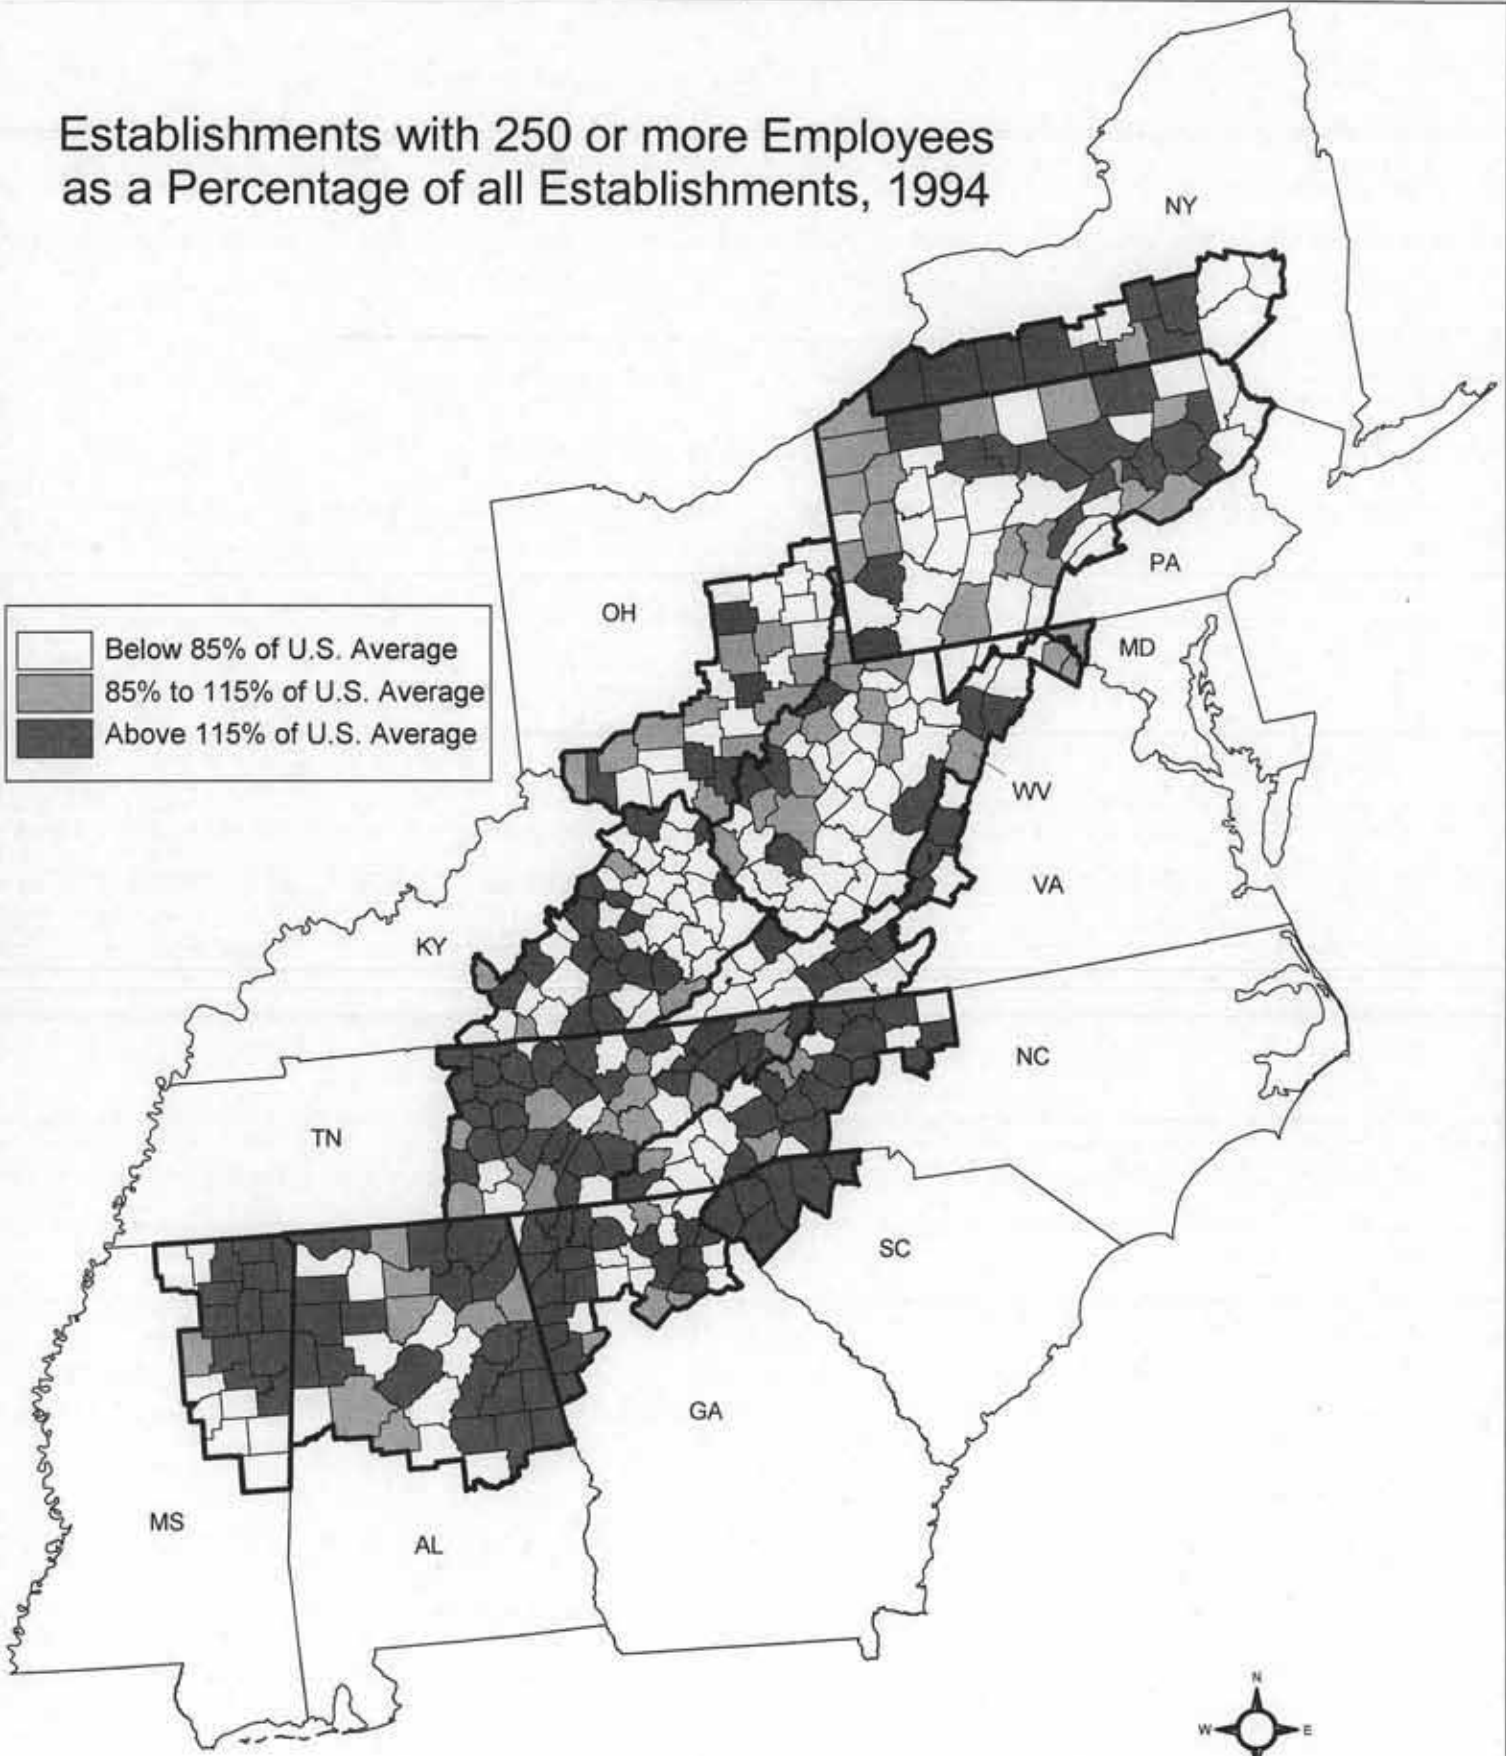 Establishments with 250 or more Employees
as a Percentage of all Establishments, 1994
NY
PA
OH
MD
Below 85% of U.S. Average
85% to 115% of U.S. Average
Above 115% of U.S. Average
WV
VA
KY
NC
TN
SC
GA
MS
AL
N
W E